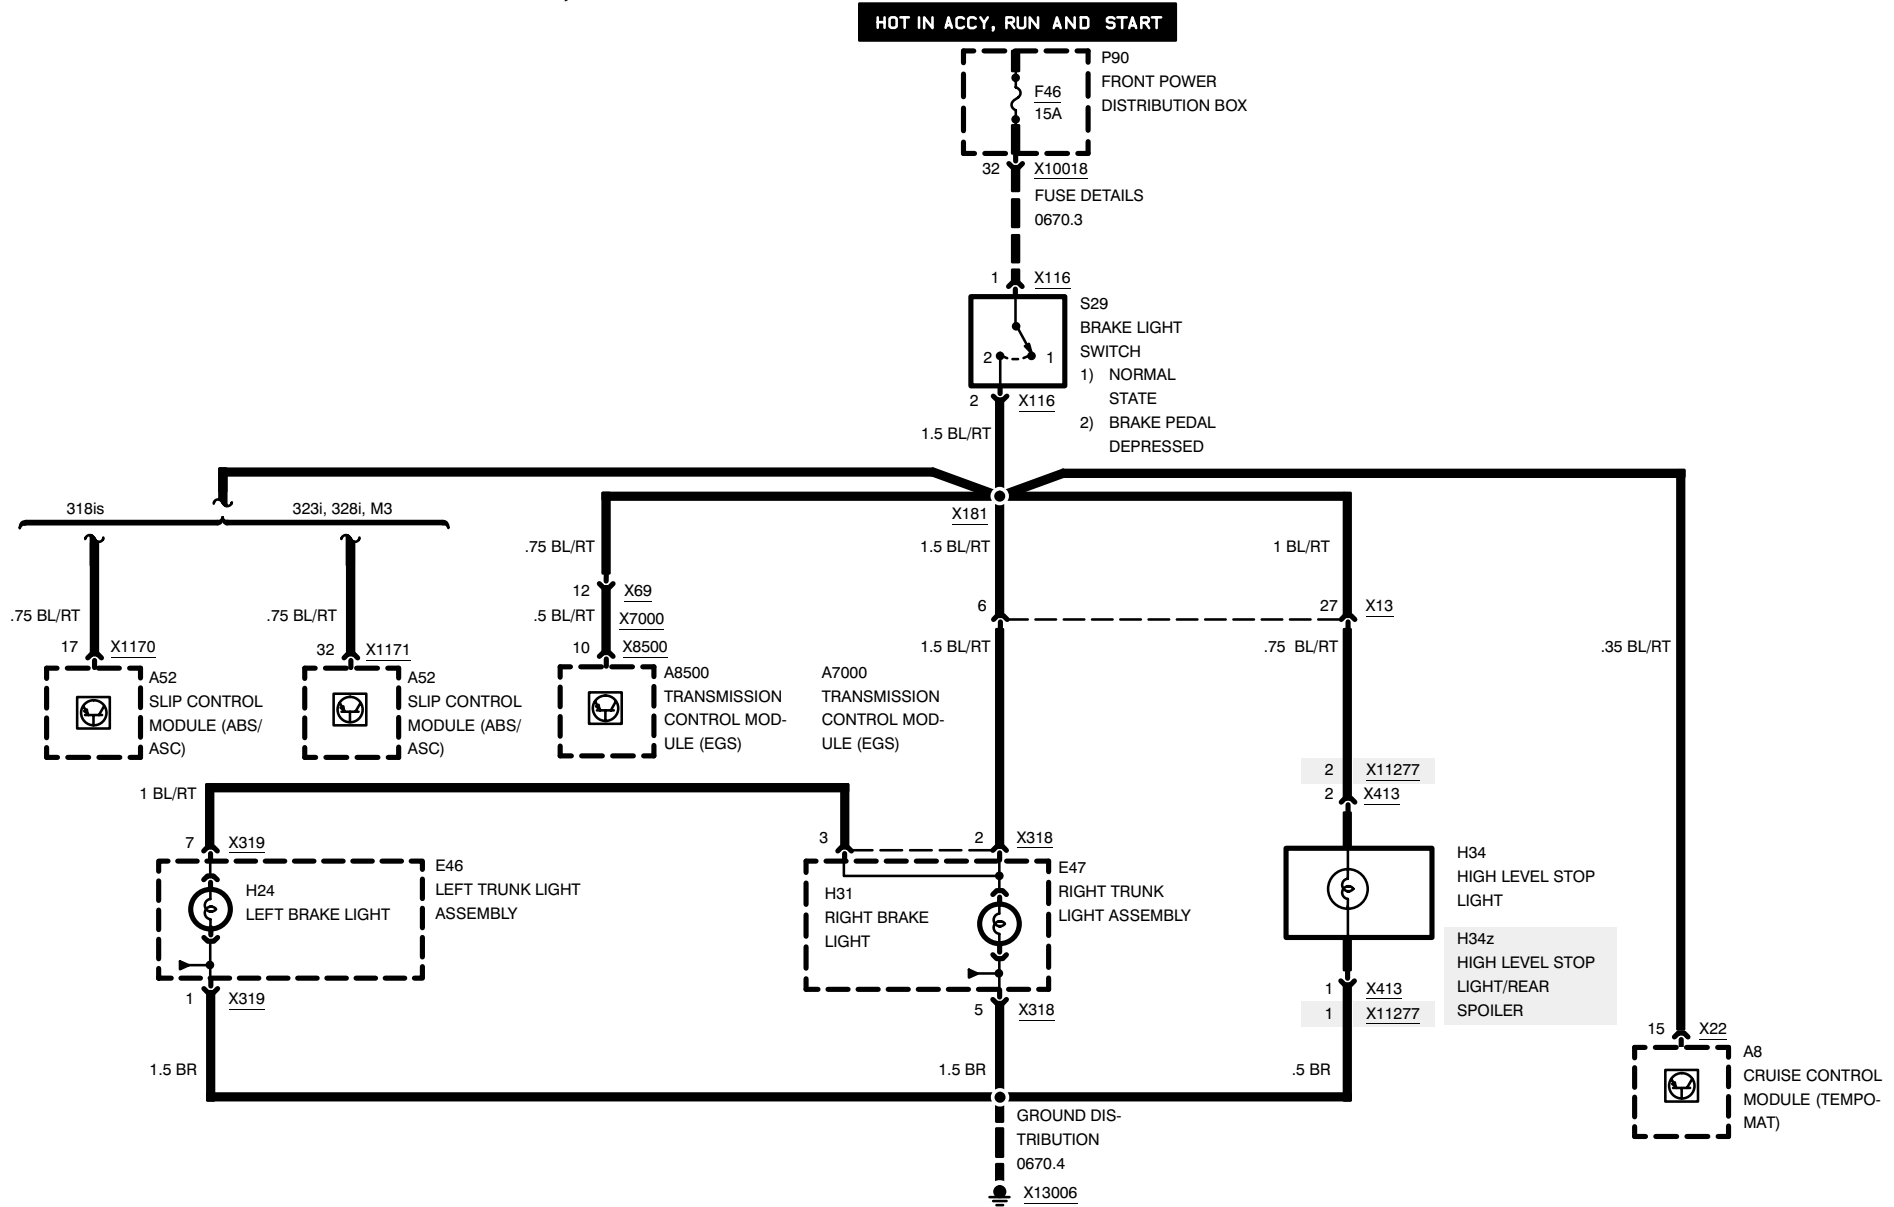 HOT IN ACCY, RUN AND START
P90
FRONT POWER
DISTRIBUTION BOX
F46
15A
32 X10018
FUSE DETAILS
0670.3
1 X116
S29
BRAKE LIGHT
SWITCH
1) NORMAL
STATE
2) BRAKE PEDAL
DEPRESSED
2 1
2 X116
1.5 BL/RT
318is
323i, 328i, M3
X181
.75 BL/RT
1.5 BL/RT
1 BL/RT
12 X69
.5 BL/RT
X7000
6
27 X13
.75 BL/RT
.75 BL/RT
1.5 BL/RT
.75 BL/RT
.35 BL/RT
17 X1170
32 X1171
10 X8500
A52
SLIP CONTROL
MODULE (ABS/
ASC)
A52
SLIP CONTROL
MODULE (ABS/
ASC)
A8500
TRANSMISSION
CONTROL MOD-
ULE (EGS)
A7000
TRANSMISSION
CONTROL MOD-
ULE (EGS)
2 X11277
2 X413
1 BL/RT
7 X319
3
2 X318
E46
LEFT TRUNK LIGHT
ASSEMBLY
H24
LEFT BRAKE LIGHT
H31
RIGHT BRAKE
LIGHT
E47
RIGHT TRUNK
LIGHT ASSEMBLY
H34
HIGH LEVEL STOP
LIGHT
H34z
HIGH LEVEL STOP
LIGHT/REAR
SPOILER
1 X319
5 X318
1 X413
1 X11277
15 X22
A8
CRUISE CONTROL
MODULE (TEMPO-
MAT)
1.5 BR
1.5 BR
.5 BR
GROUND DIS-
TRIBUTION
0670.4
X13006